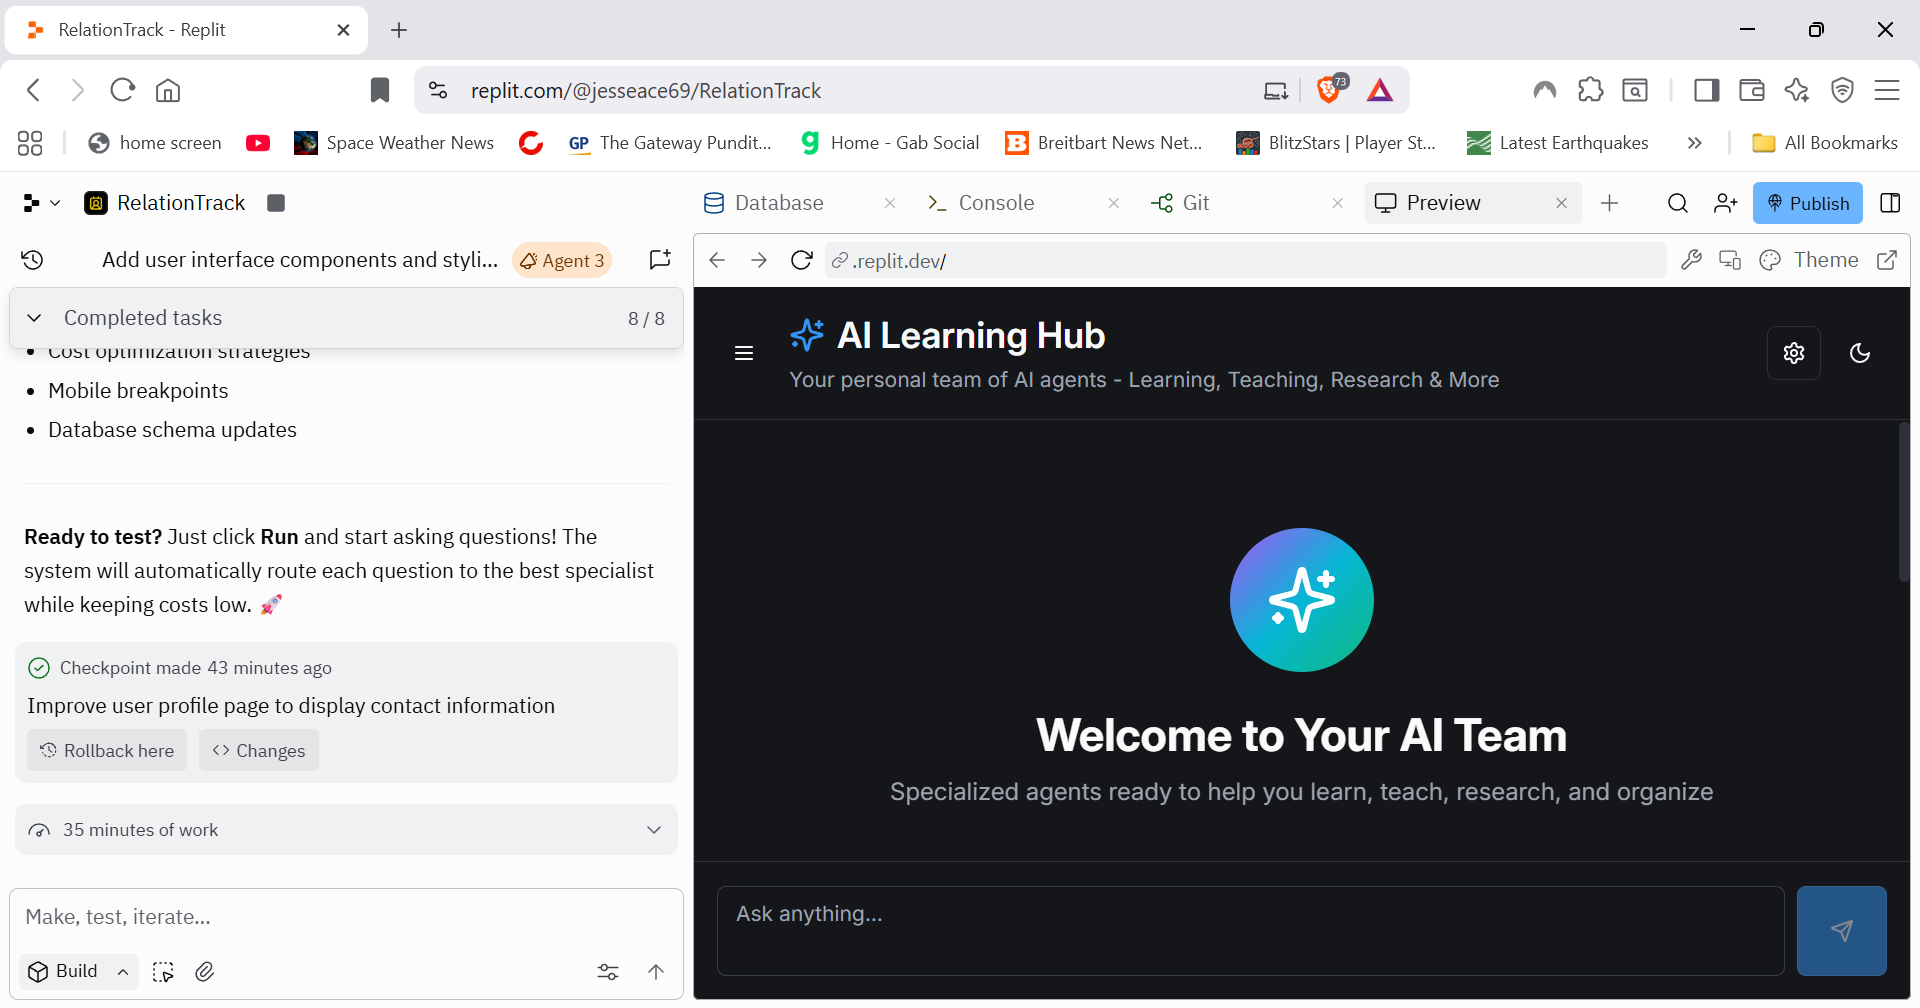 RelationTrack - Replit
replit.com/@jesseace69/RelationTrack
73
home screen
Space Weather News
GP The Gateway Pundit...
Home - Gab Social
B Breitbart News Net...
BlitzStars | Player St...
Latest Earthquakes
All Bookmarks
RelationTrack
Database
Console
Git
Preview
Publish
Add user interface components and styli...
Agent 3
.replit.dev/
Theme
Completed tasks
8 / 8
Cost optimization strategies
Mobile breakpoints
Database schema updates
Ready to test? Just click Run and start asking questions! The
system will automatically route each question to the best specialist
while keeping costs low. 🚀
Checkpoint made 43 minutes ago
Improve user profile page to display contact information
Rollback here
Changes
35 minutes of work
Make, test, iterate...
Build
AI Learning Hub
Your personal team of AI agents - Learning, Teaching, Research & More
Welcome to Your AI Team
Specialized agents ready to help you learn, teach, research, and organize
Ask anything...